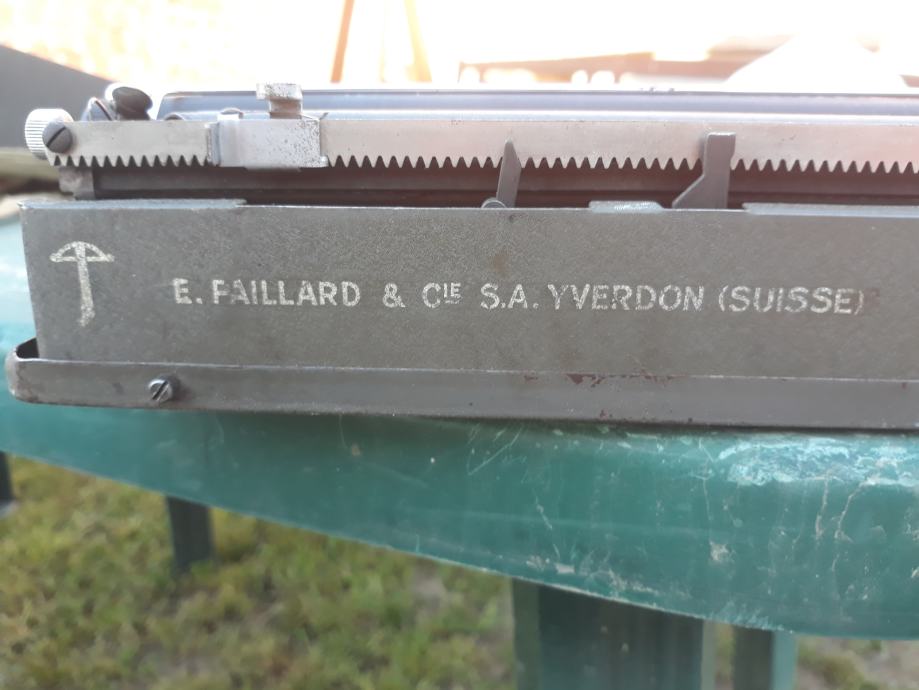 E. PAILLARD & CIE S.A. YVERDON (SUISSE)